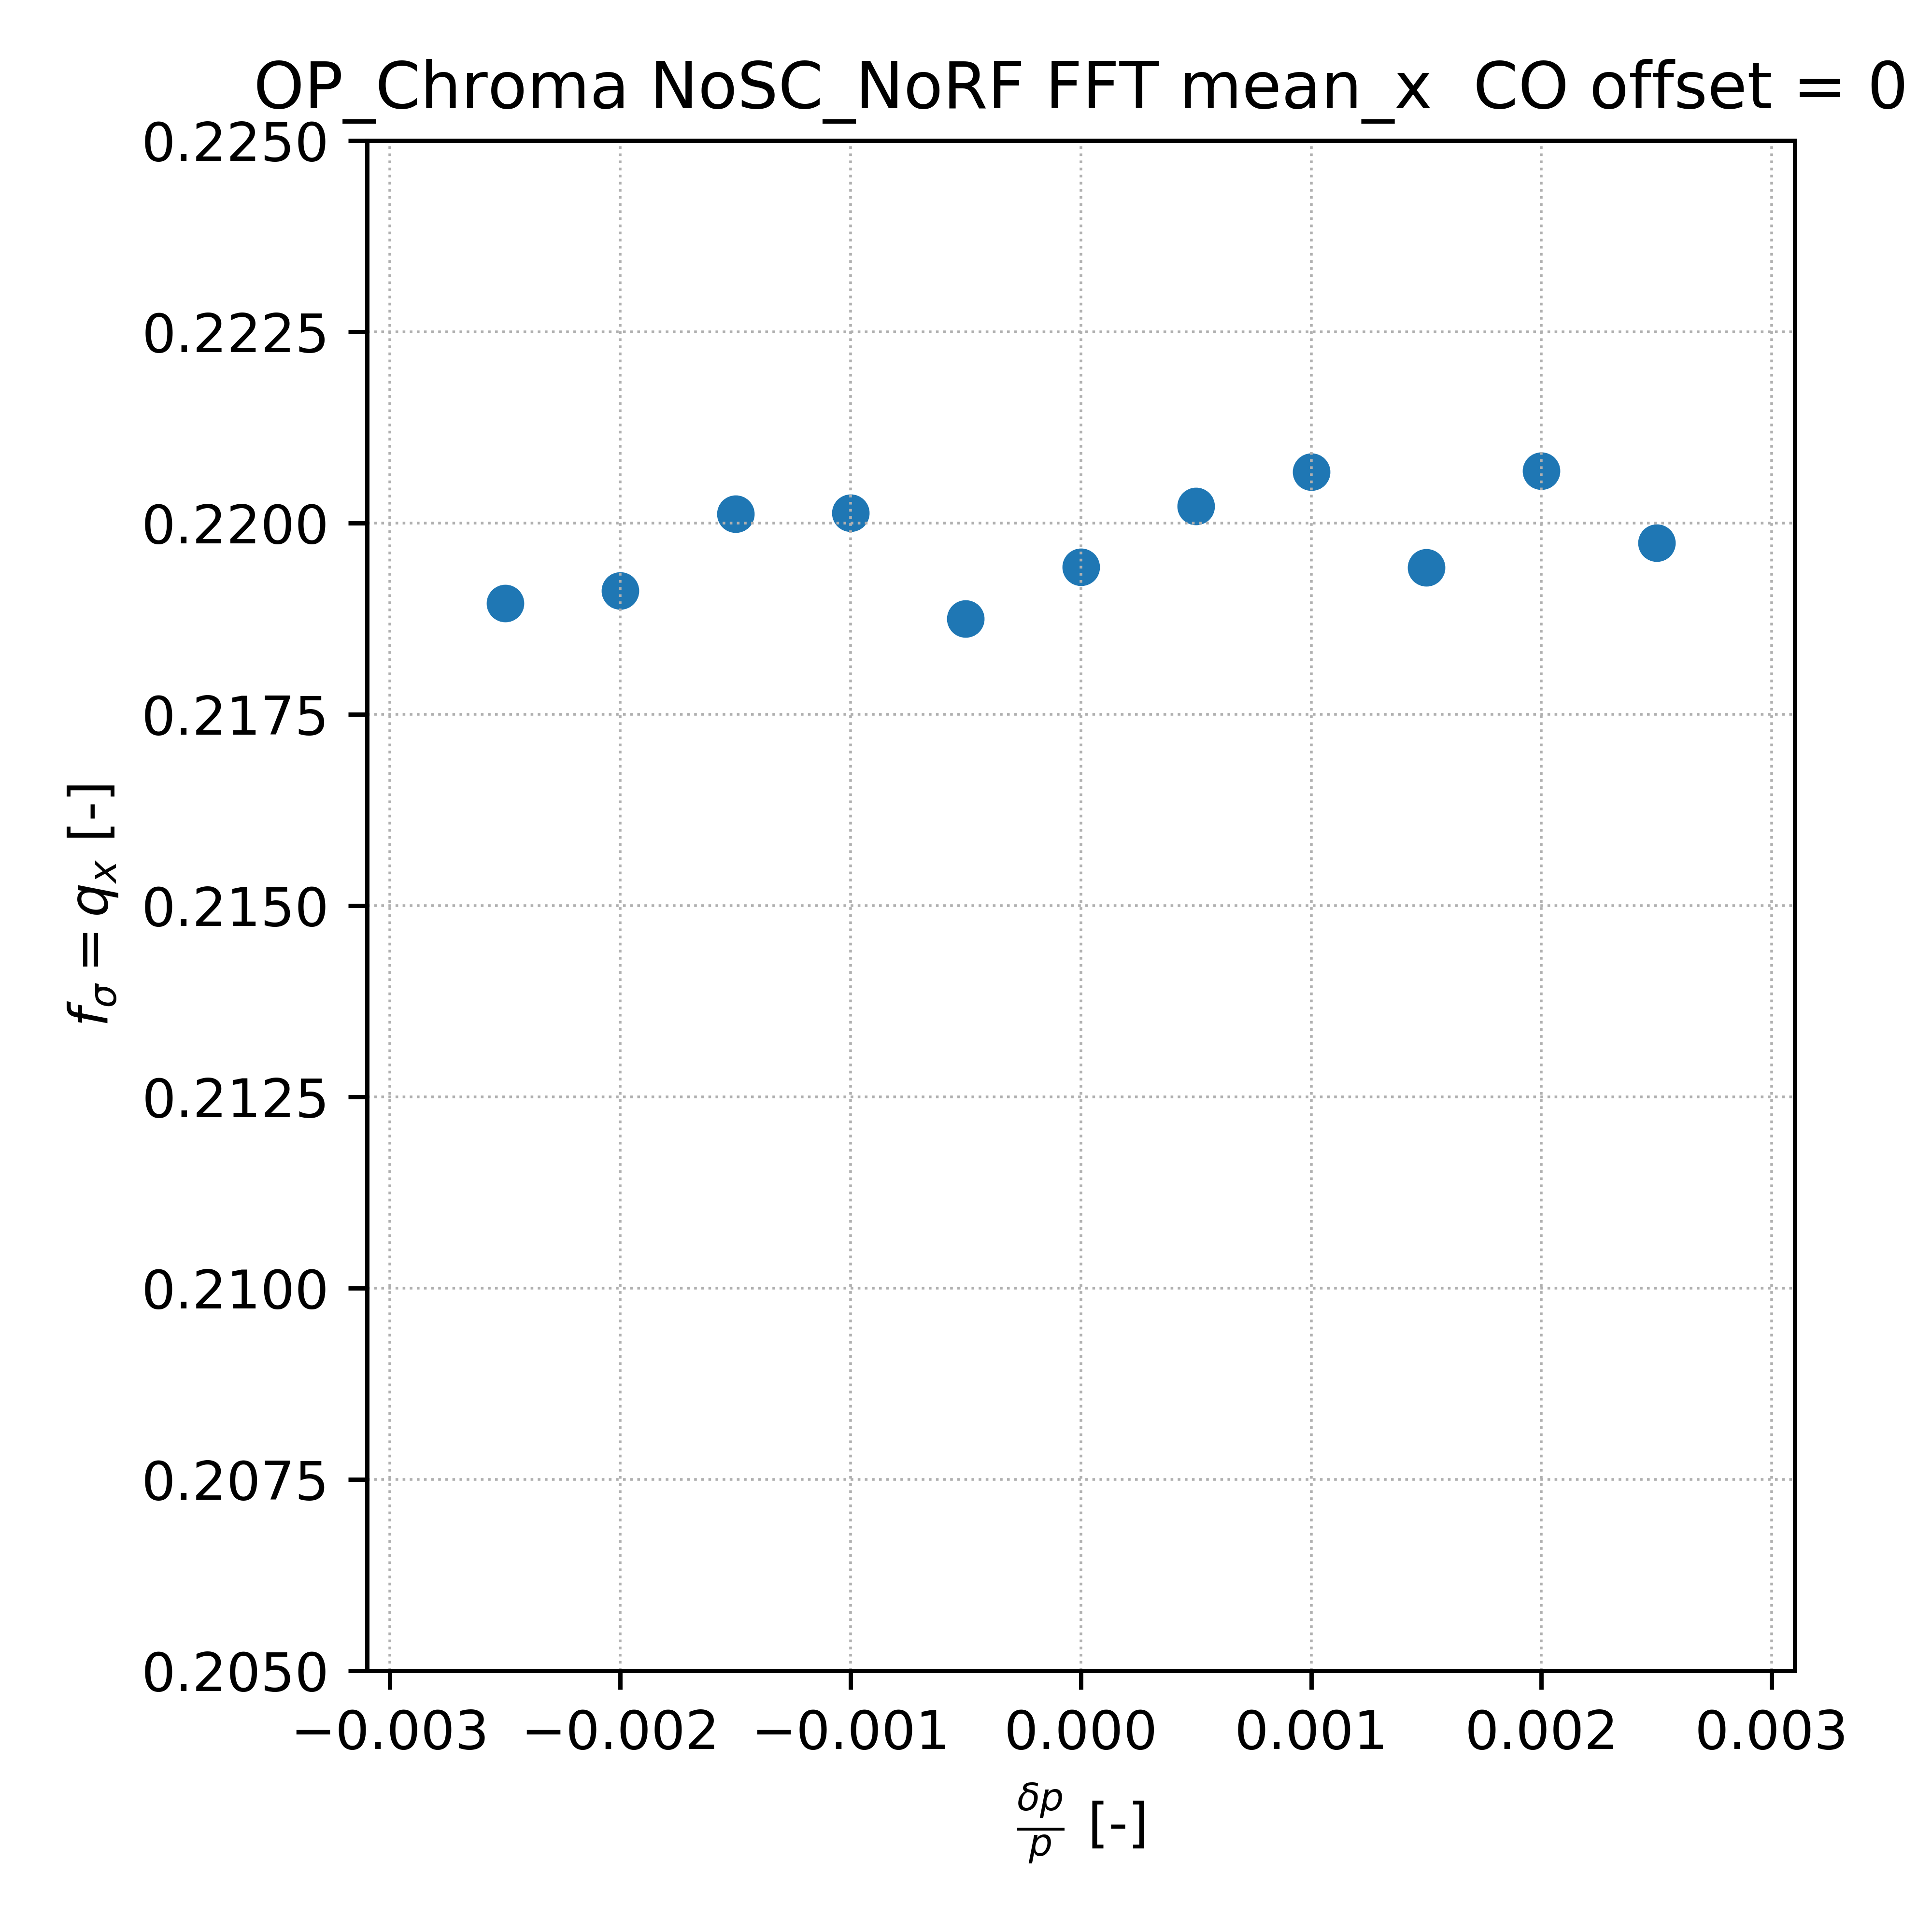 OP_Chroma NoSC_NoRF FFT mean_x  CO offset = 0
0.2250
0.2225
0.2200
0.2175
0.2150
0.2125
0.2100
0.2075
0.2050
f_σ = q_x [-]
−0.003 −0.002 −0.001 0.000 0.001 0.002 0.003
δp/p [-]